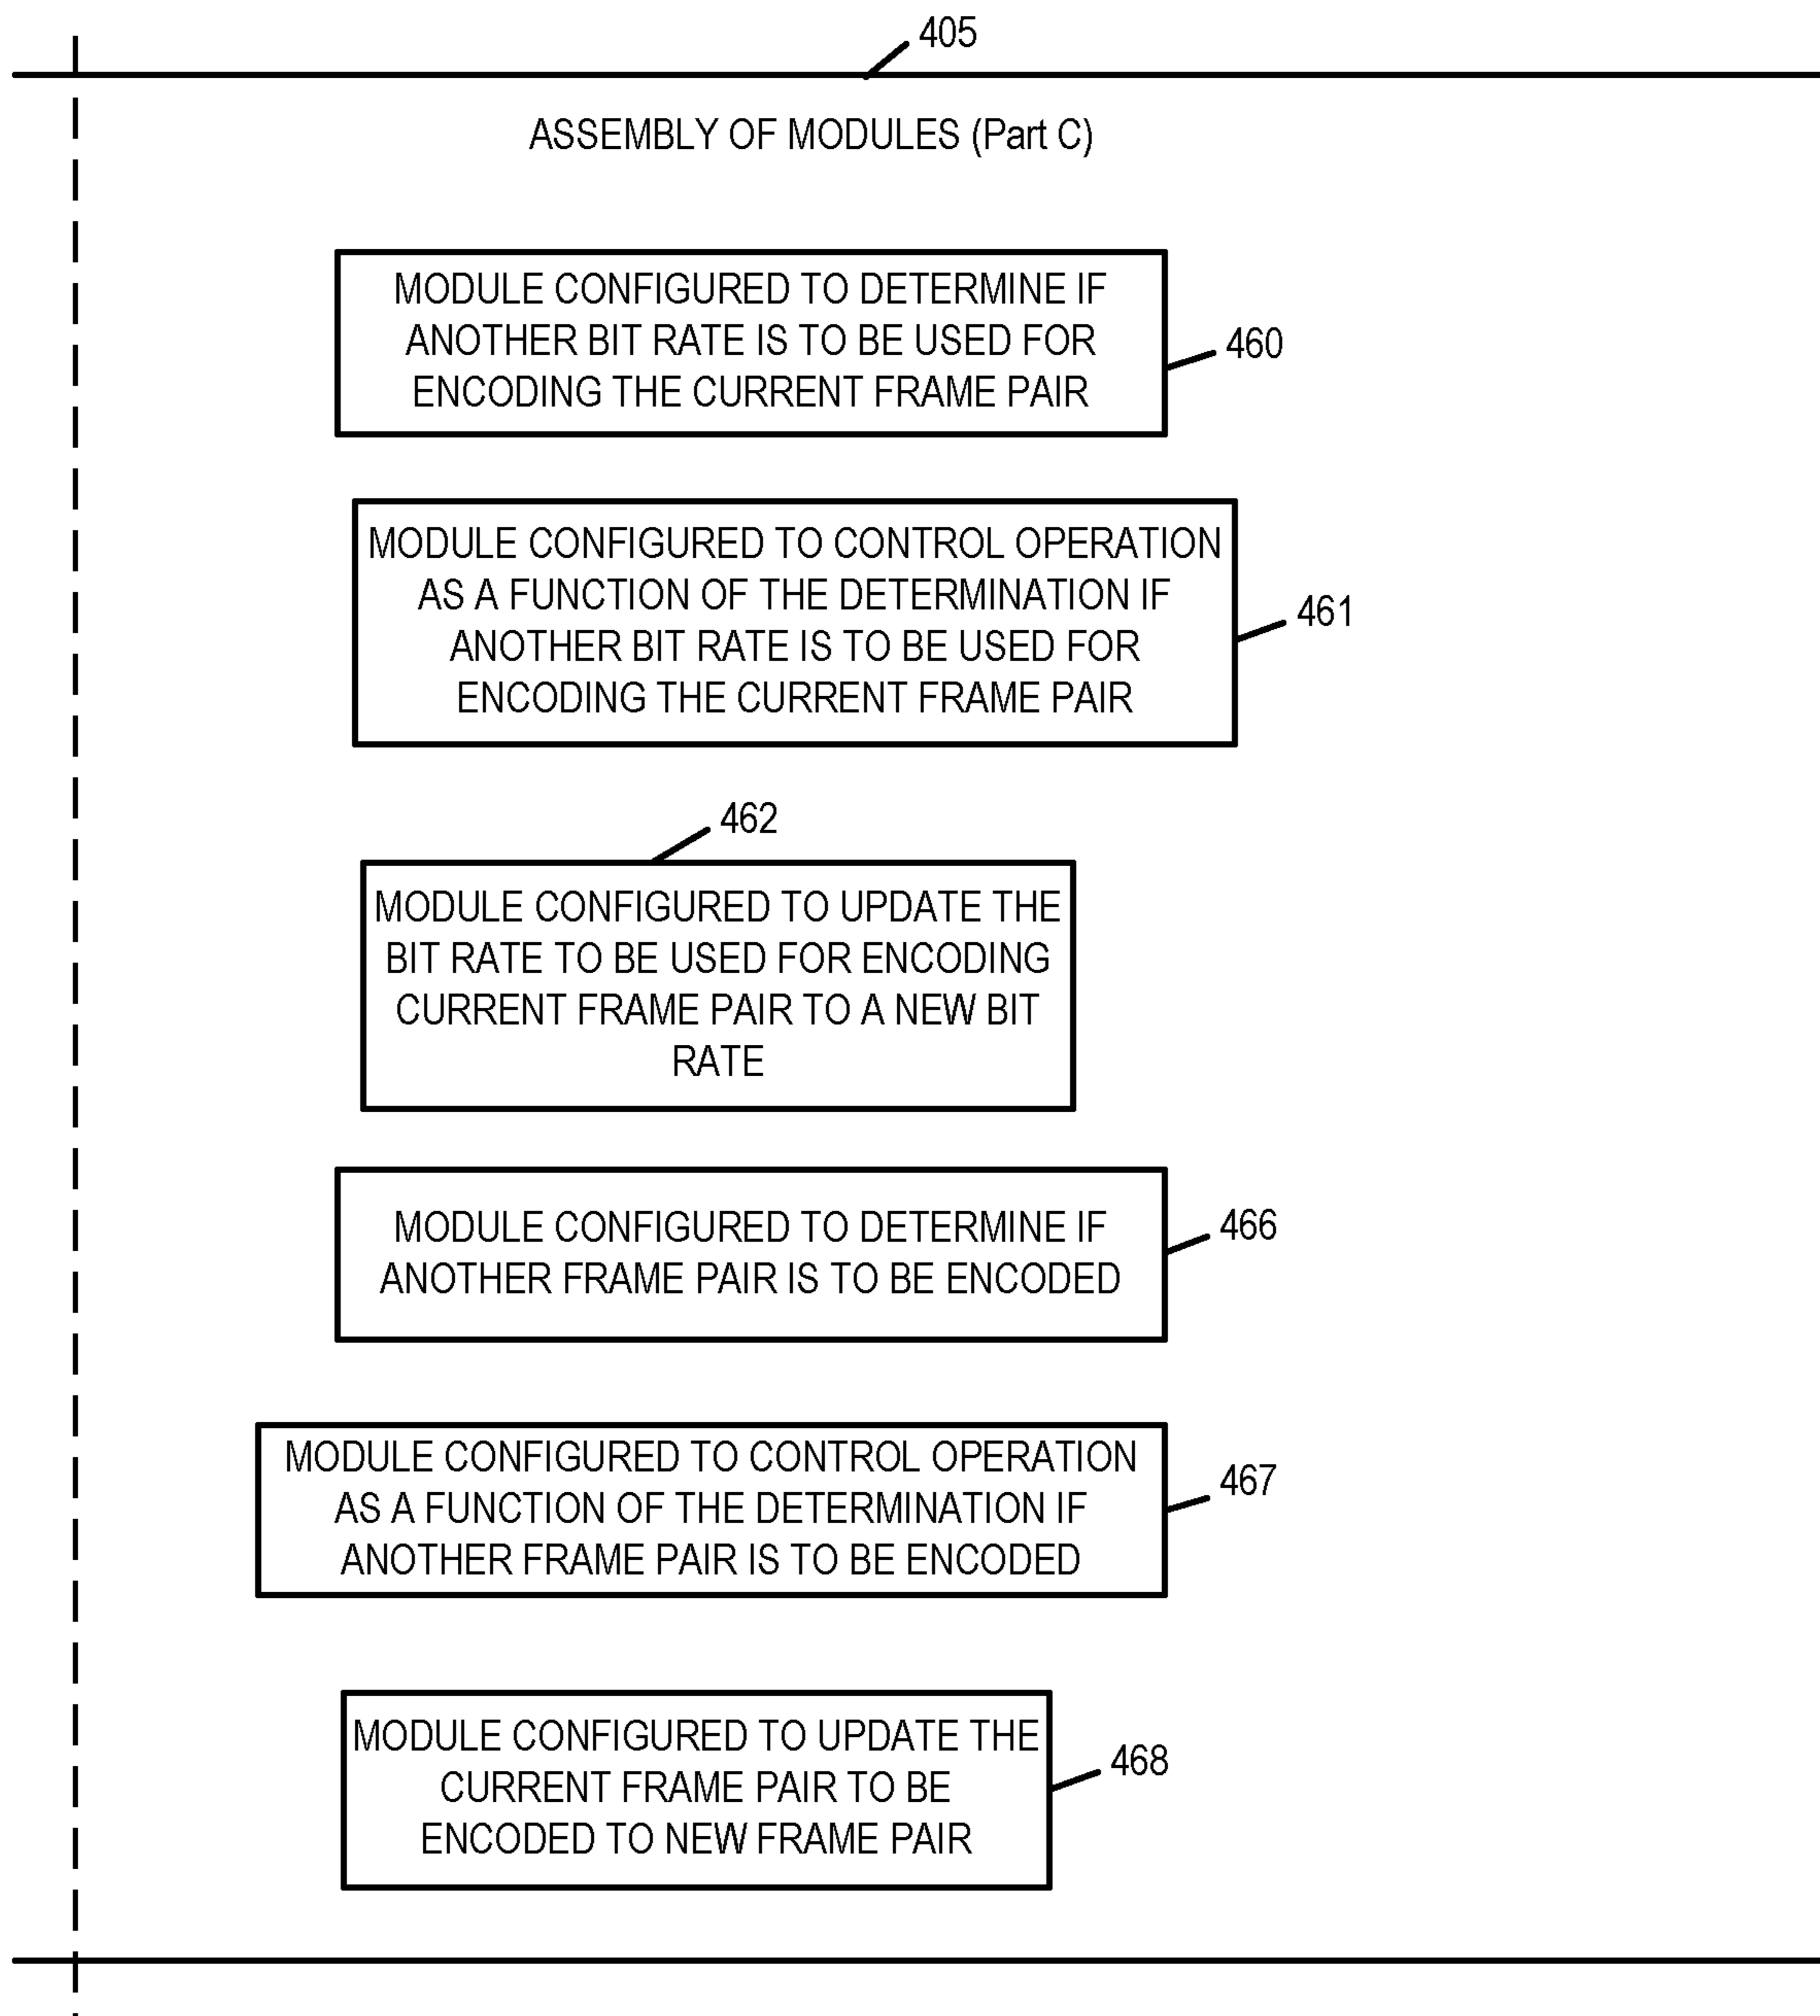 405
ASSEMBLY OF MODULES (Part C)
MODULE CONFIGURED TO DETERMINE IF
ANOTHER BIT RATE IS TO BE USED FOR
ENCODING THE CURRENT FRAME PAIR
460
MODULE CONFIGURED TO CONTROL OPERATION
AS A FUNCTION OF THE DETERMINATION IF
ANOTHER BIT RATE IS TO BE USED FOR
ENCODING THE CURRENT FRAME PAIR
461
462
MODULE CONFIGURED TO UPDATE THE
BIT RATE TO BE USED FOR ENCODING
CURRENT FRAME PAIR TO A NEW BIT
RATE
MODULE CONFIGURED TO DETERMINE IF
ANOTHER FRAME PAIR IS TO BE ENCODED
466
MODULE CONFIGURED TO CONTROL OPERATION
AS A FUNCTION OF THE DETERMINATION IF
ANOTHER FRAME PAIR IS TO BE ENCODED
467
MODULE CONFIGURED TO UPDATE THE
CURRENT FRAME PAIR TO BE
ENCODED TO NEW FRAME PAIR
468